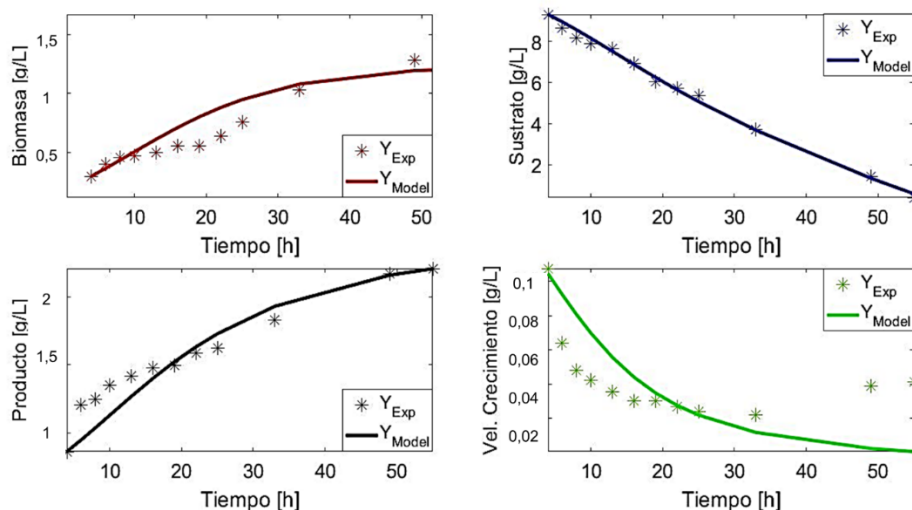 Biomasa [g/L]
1,5
1
0,5
Y_Exp
Y_Model
10 20 30 40 50
Tiempo [h]
Sustrato [g/L]
8
6
4
2
Y_Exp
Y_Model
10 20 30 40 50
Tiempo [h]
Producto [g/L]
2
1,5
1
Y_Exp
Y_Model
10 20 30 40 50
Tiempo [h]
Vel. Crecimiento [g/L]
0,1
0,06
0,04
0,02
Y_Exp
Y_Model
10 20 30 40 50
Tiempo [h]